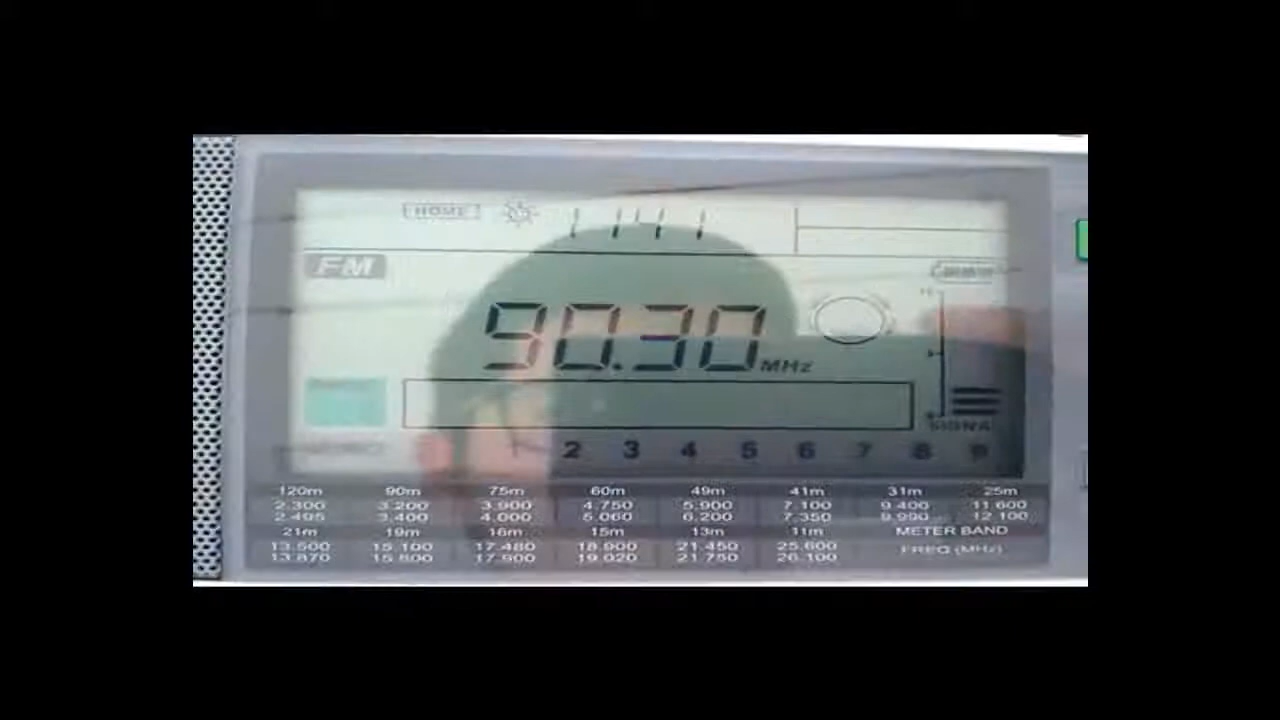 HOME
FM
90.30 MHz
2 3 4 5 6 7 8 9
120m 90m 75m 60m 49m 41m 31m 25m
2.300 3.200 3.900 4.750 5.900 7.100 9.400 11.600
2.495 3.400 4.000 5.060 6.200 7.350 9.990 12.100
21m 19m 16m 15m 13m 11m METER BAND
13.500 15.100 17.480 18.900 21.450 25.600 FREQ (MHz)
13.870 15.800 17.900 19.020 21.750 26.100